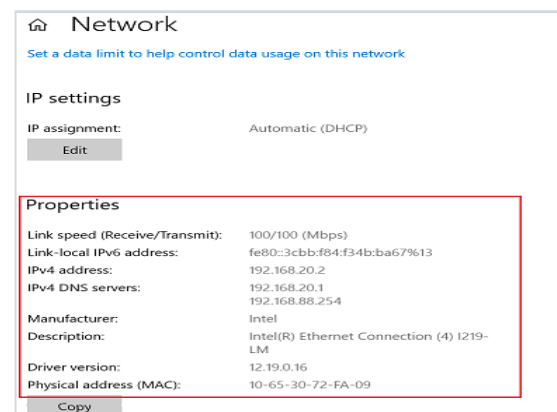 Network
Set a data limit to help control data usage on this network
IP settings
IP assignment: Automatic (DHCP)
Edit
Properties
Link speed (Receive/Transmit): 100/100 (Mbps)
Link-local IPv6 address: fe80::3cbb:f84:f34b:ba67%13
IPv4 address: 192.168.20.2
IPv4 DNS servers: 192.168.20.1
192.168.88.254
Manufacturer: Intel
Description: Intel(R) Ethernet Connection (4) I219-
LM
Driver version: 12.19.0.16
Physical address (MAC): 10-65-30-72-FA-09
Copy